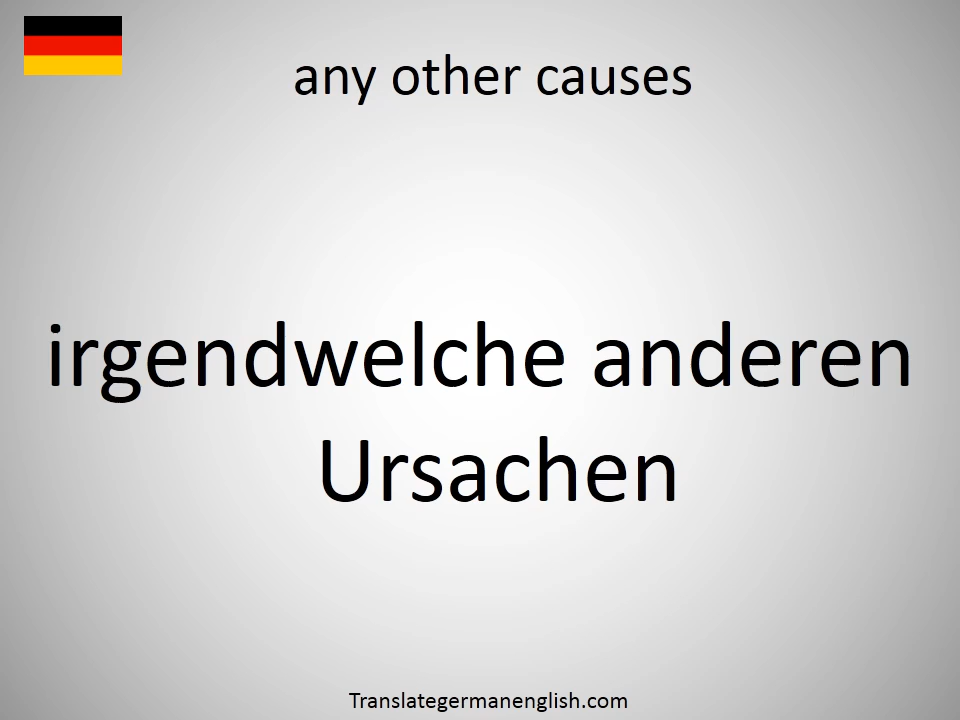 any other causes
irgendwelche anderen
Ursachen
Translategermanenglish.com